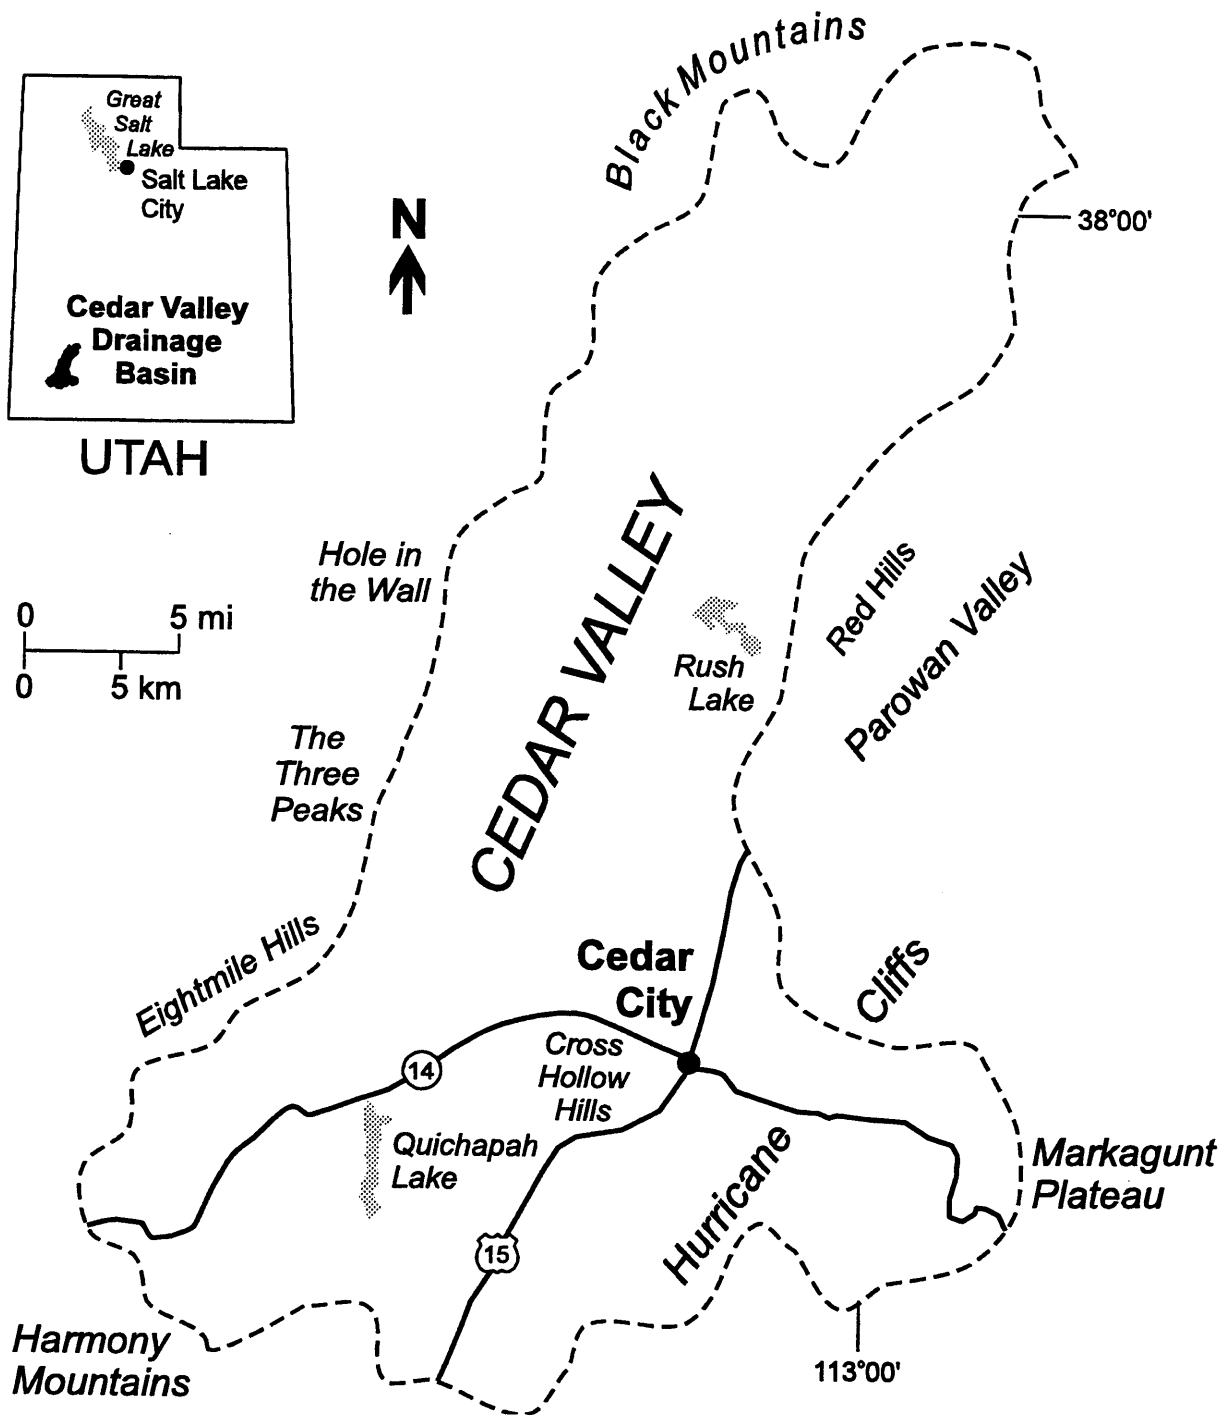 Black Mountains
Great
Salt
Lake
Salt Lake
City
Cedar Valley
Drainage
Basin
UTAH
N
38°00'
Hole in
the Wall
0 5 mi
0 5 km
CEDAR VALLEY
Rush
Lake
Red Hills
Parowan Valley
The
Three
Peaks
Eightmile Hills
Cedar
City
Cliffs
14
Cross
Hollow
Hills
Quichapah
Lake
Hurricane
Markagunt
Plateau
15
Harmony
Mountains
113°00'